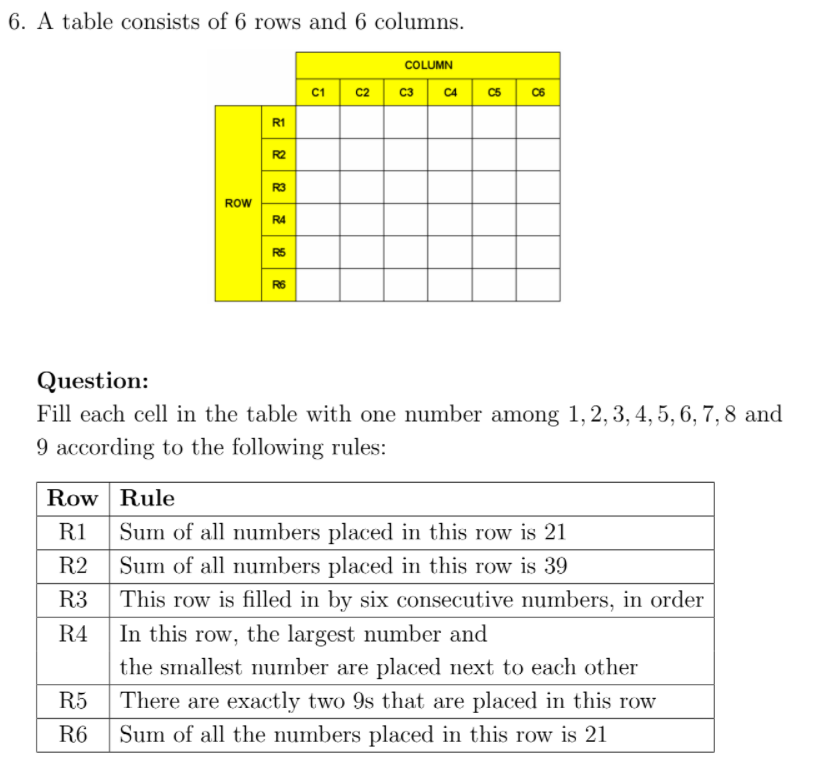 6. A table consists of 6 rows and 6 columns.
COLUMN
C1 C2 C3 C4 C5 C6
R1
R2
R3
ROW
R4
R5
R6
Question:
Fill each cell in the table with one number among 1, 2, 3, 4, 5, 6, 7, 8 and
9 according to the following rules:
Row Rule
R1 Sum of all numbers placed in this row is 21
R2 Sum of all numbers placed in this row is 39
R3 This row is filled in by six consecutive numbers, in order
R4 In this row, the largest number and
the smallest number are placed next to each other
R5 There are exactly two 9s that are placed in this row
R6 Sum of all the numbers placed in this row is 21